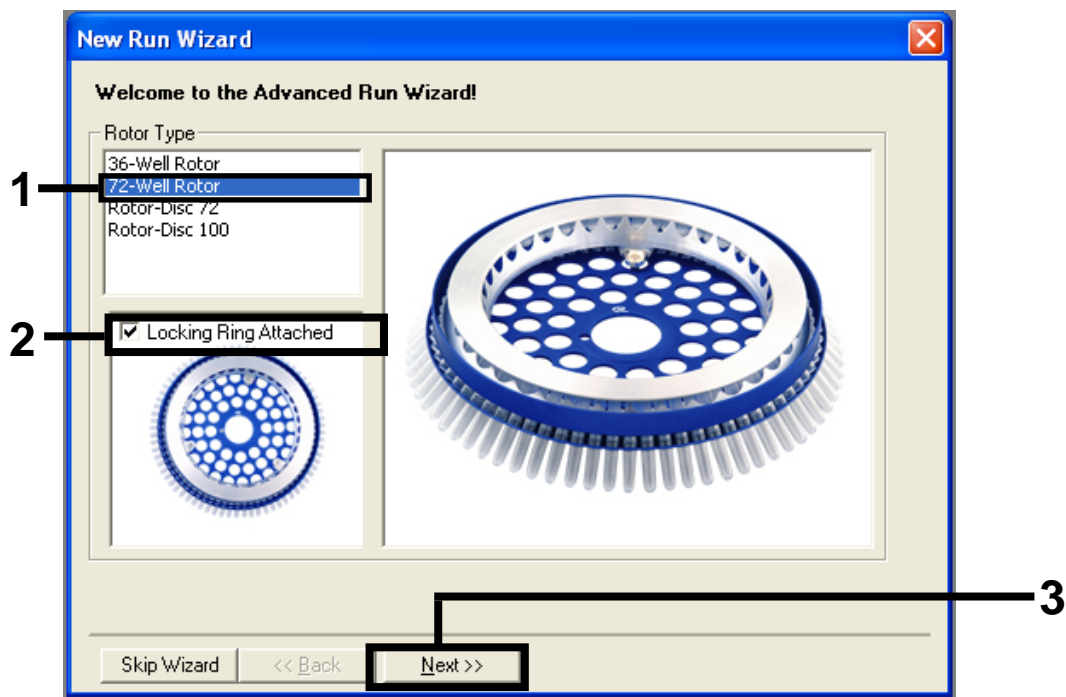 New Run Wizard
Welcome to the Advanced Run Wizard!
Rotor Type
36-Well Rotor
1
72-Well Rotor
Rotor-Disc 72
Rotor-Disc 100
2
Locking Ring Attached
3
Skip Wizard
<< Back
Next >>